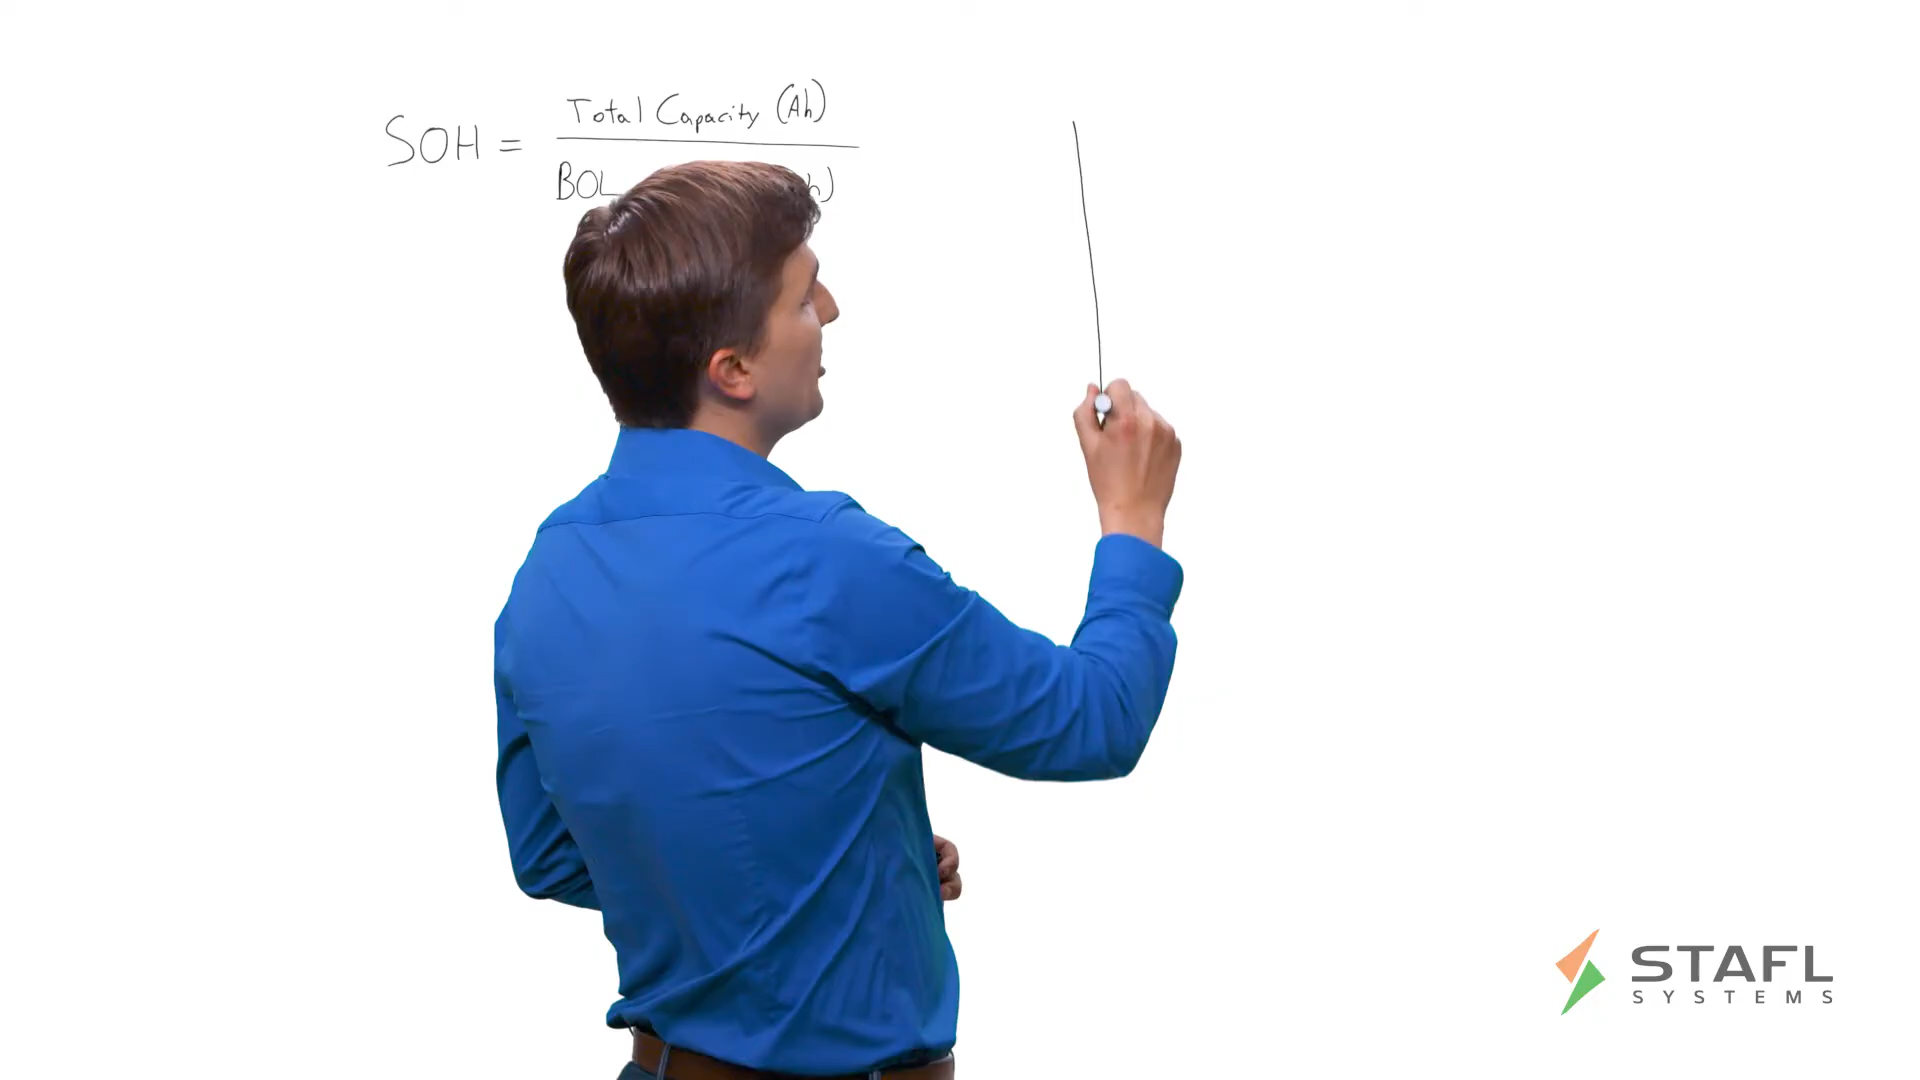 SOH = Total Capacity (Ah)
BOL h)
STAFL
SYSTEMS